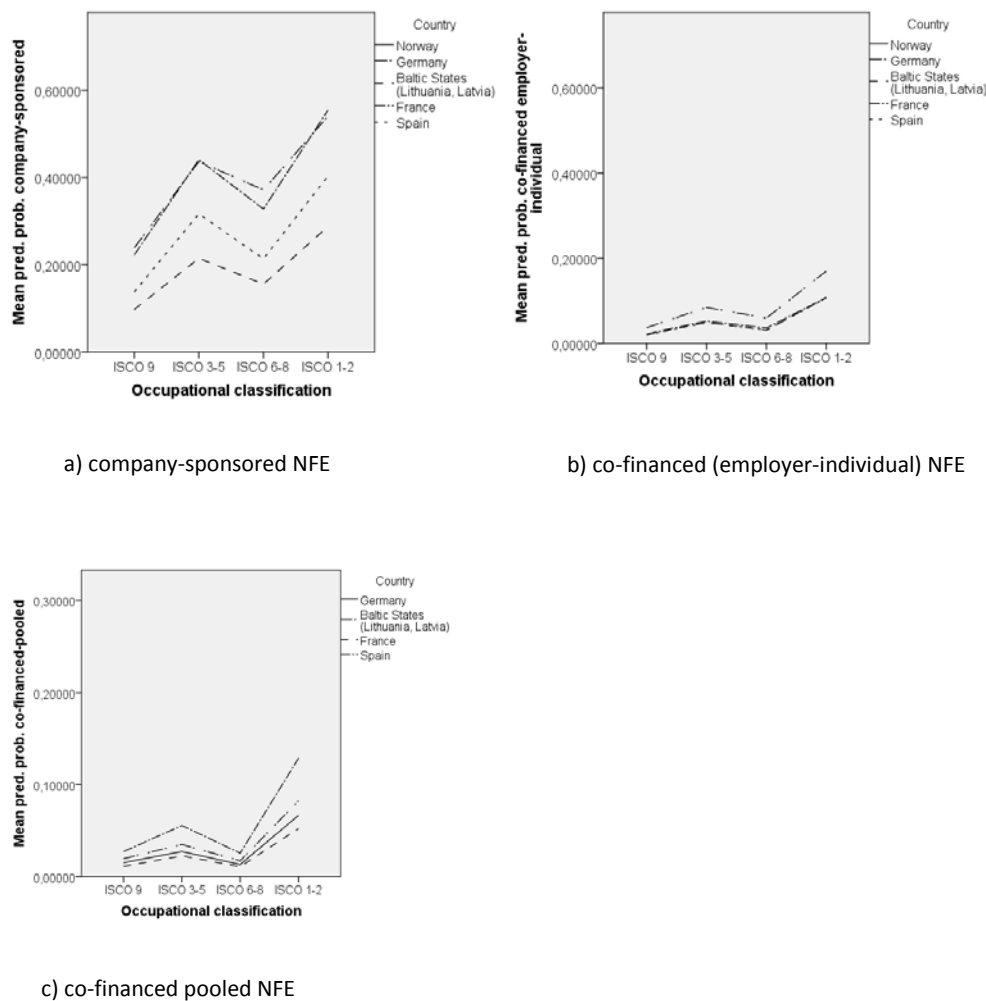 Country
Norway
Germany
Baltic States
(Lithuania, Latvia)
France
Spain
Mean pred. prob. company-sponsored
0,60000
0,40000
0,20000
0,00000
ISCO 9 ISCO 3-5 ISCO 6-8 ISCO 1-2
Occupational classification
a) company-sponsored NFE
Country
Norway
Germany
Baltic States
(Lithuania, Latvia)
France
Spain
Mean pred. prob. co-financed employer-
individual
0,60000
0,40000
0,20000
0,00000
ISCO 9 ISCO 3-5 ISCO 6-8 ISCO 1-2
Occupational classification
b) co-financed (employer-individual) NFE
Country
Germany
Baltic States
(Lithuania, Latvia)
France
Spain
Mean pred. prob. co-financed-pooled
0,30000
0,20000
0,10000
0,00000
ISCO 9 ISCO 3-5 ISCO 6-8 ISCO 1-2
Occupational classification
c) co-financed pooled NFE